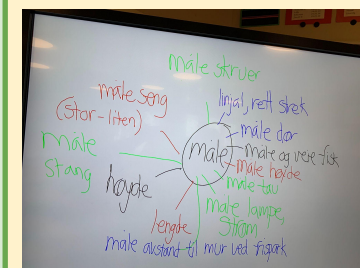 måle skruer
måle seng
(stor-liten)
linjal, rett strek
måle dør
måle
måle og veie fisk
måle høyde
måle tau
måle lampe,
strøm
måle
stang
høyde
lengde
måle avstand til mur ved frispark